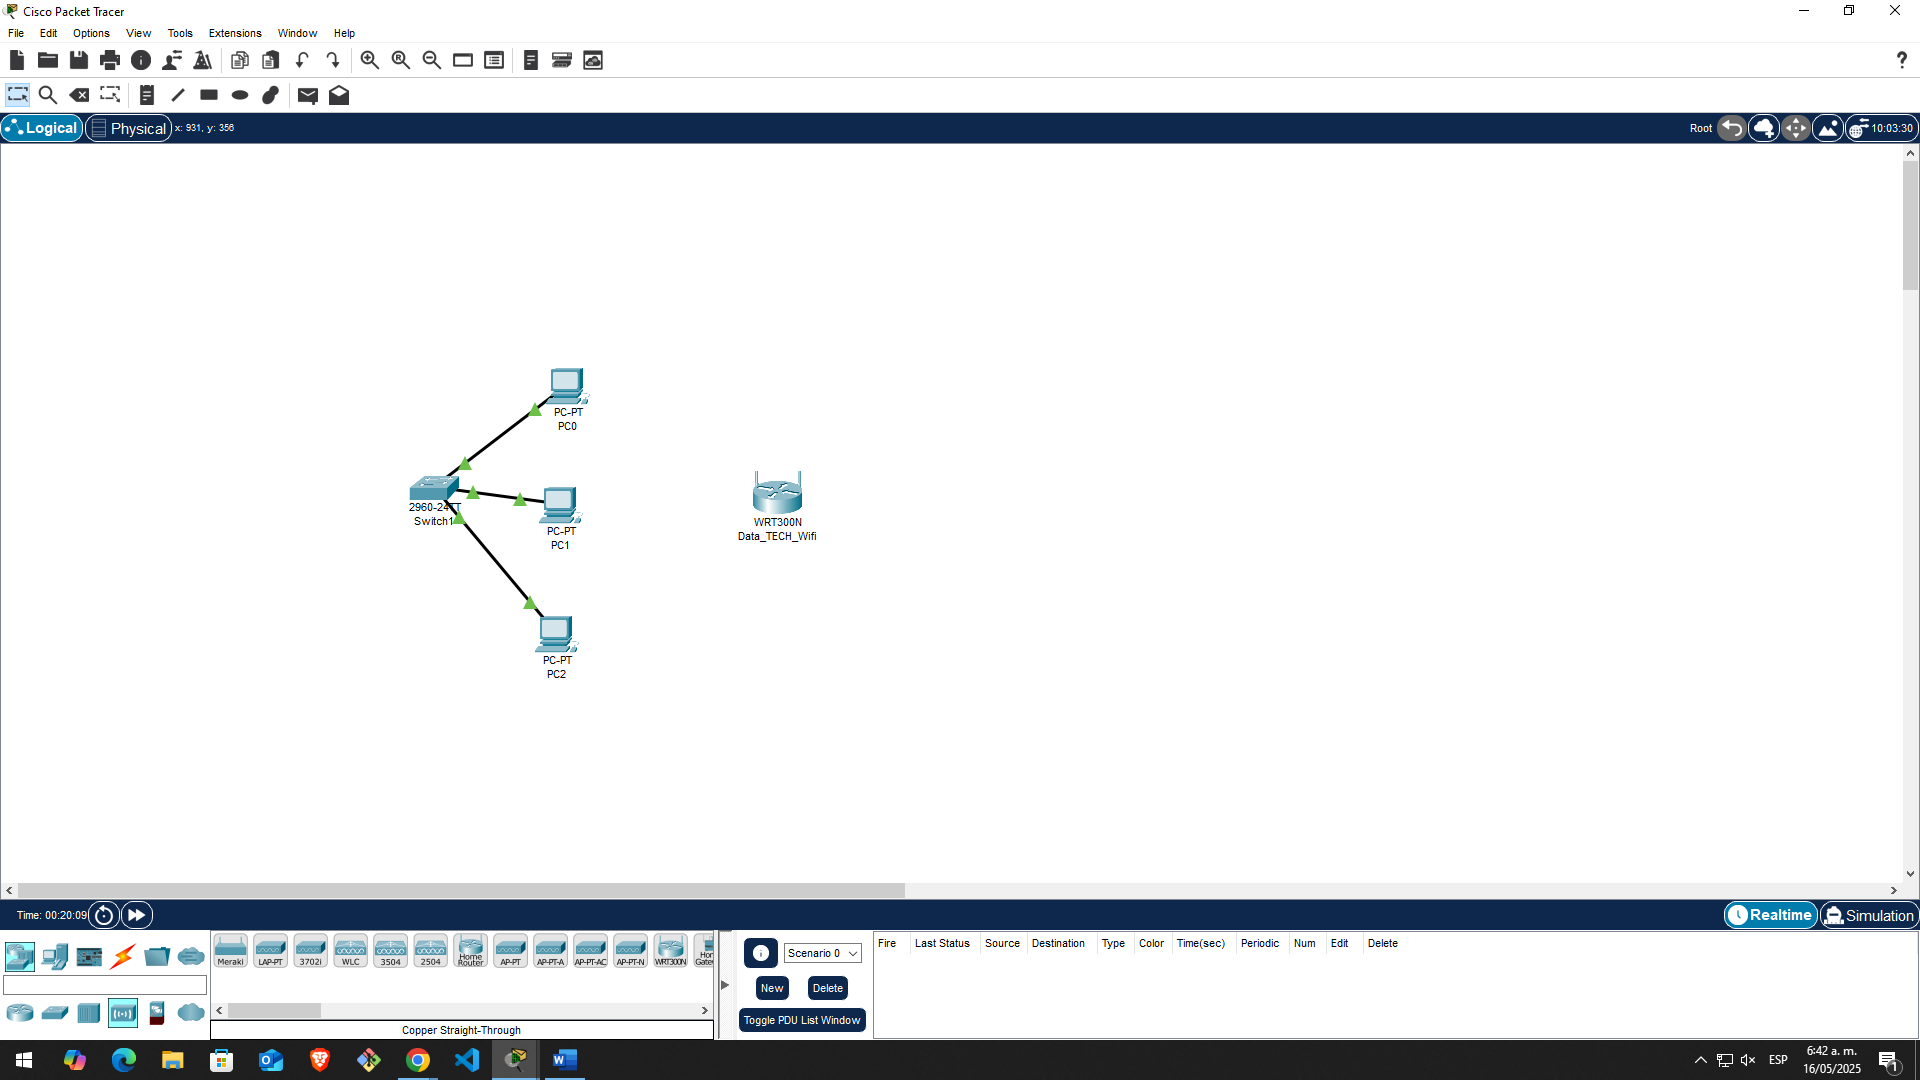 Cisco Packet Tracer
File Edit Options View Tools Extensions Window Help
?
Logical Physical x: 931, y: 356 Root 10:03:30
PC-PT
PC0
2960-24TT
Switch1
PC-PT
PC1
WRT300N
Data_TECH_Wifi
PC-PT
PC2
Time: 00:20:09 Realtime Simulation
Meraki LAP-PT 3702i WLC 3504 2504 Home Router AP-PT AP-PT-A AP-PT-AC AP-PT-N WRT300N
Scenario 0
New Delete
Toggle PDU List Window
Fire Last Status Source Destination Type Color Time(sec) Periodic Num Edit Delete
Copper Straight-Through
ESP
6:42 a. m.
16/05/2025
1